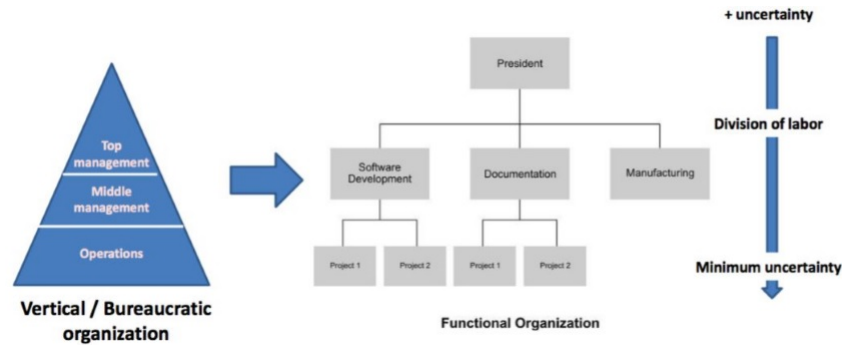 + uncertainty
President
Top
management
Division of labor
Software
Development
Documentation
Manufacturing
Middle
management
Operations
Project 1
Project 2
Project 1
Project 2
Minimum uncertainty
Vertical / Bureaucratic
organization
Functional Organization